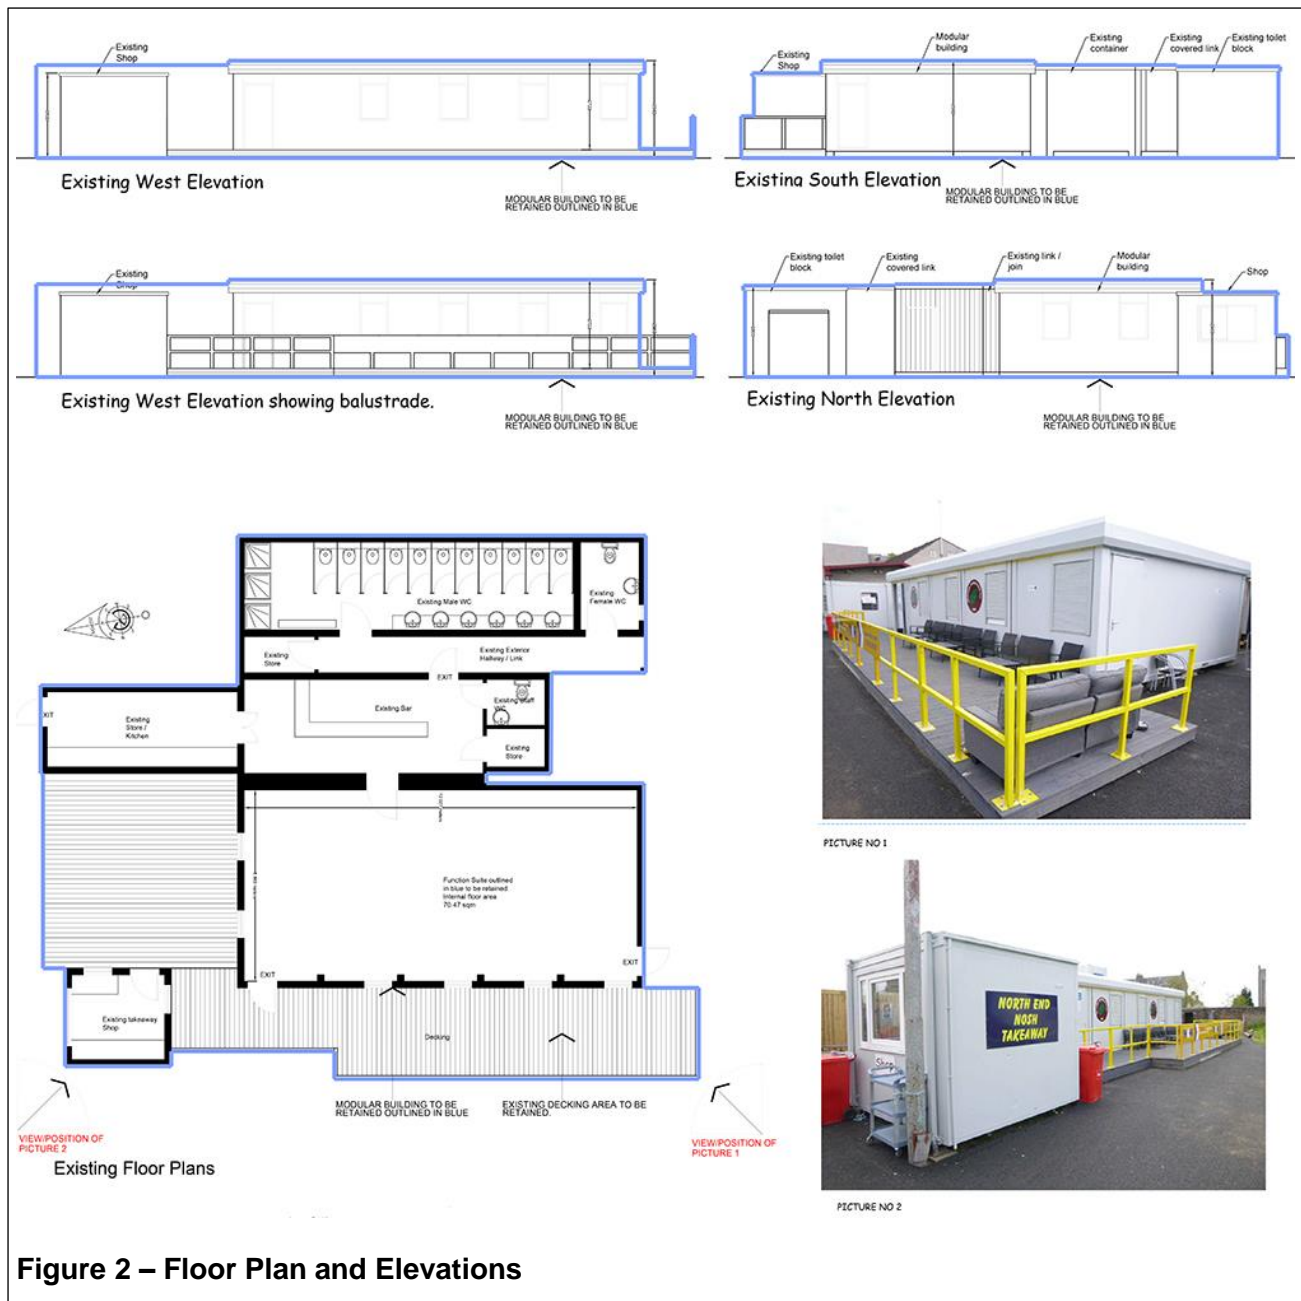 Existing
Shop
Existing West Elevation
MODULAR BUILDING TO BE
RETAINED OUTLINED IN BLUE
Existing
Shop
Modular
building
Existing
container
Existing
covered link
Existing toilet
block
Existing South Elevation
MODULAR BUILDING TO BE
RETAINED OUTLINED IN BLUE
Existing
Shop
Existing West Elevation showing balustrade.
MODULAR BUILDING TO BE
RETAINED OUTLINED IN BLUE
Existing toilet
block
Existing
covered link
Existing link /
join
Modular
building
Shop
Existing North Elevation
MODULAR BUILDING TO BE
RETAINED OUTLINED IN BLUE
Existing Male WC
Existing
Female WC
Existing
Store
Existing Exterior
Hallway / Link
EXIT
Existing Bar
Existing Staff
WC
Existing
Store
XIT
Existing
Store /
Kitchen
Function Suite outlined
in blue to be retained
Internal floor area
70.47 sqm
EXIT
EXIT
Existing takeaway
Shop
Decking
MODULAR BUILDING TO BE
RETAINED OUTLINED IN BLUE
EXISTING DECKING AREA TO BE
RETAINED.
VIEW/POSITION OF
PICTURE 2
VIEW/POSITION OF
PICTURE 1
Existing Floor Plans
PICTURE NO 1
NORTH END
NOSH
TAKEAWAY
Shop
PICTURE NO 2
Figure 2 – Floor Plan and Elevations